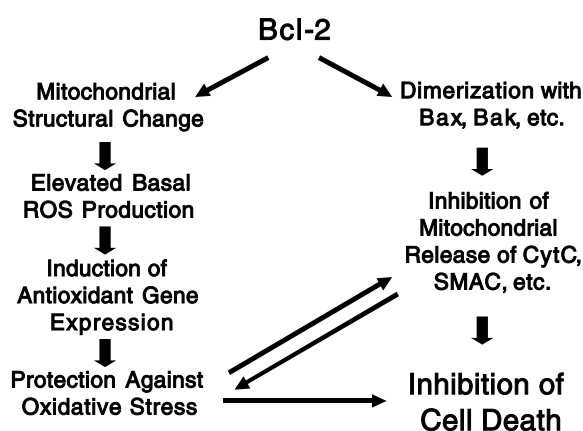 Bcl-2
Mitochondrial
Structural Change
Elevated Basal
ROS Production
Induction of
Antioxidant Gene
Expression
Protection Against
Oxidative Stress
Dimerization with
Bax, Bak, etc.
Inhibition of
Mitochondrial
Release of CytC,
SMAC, etc.
Inhibition of
Cell Death